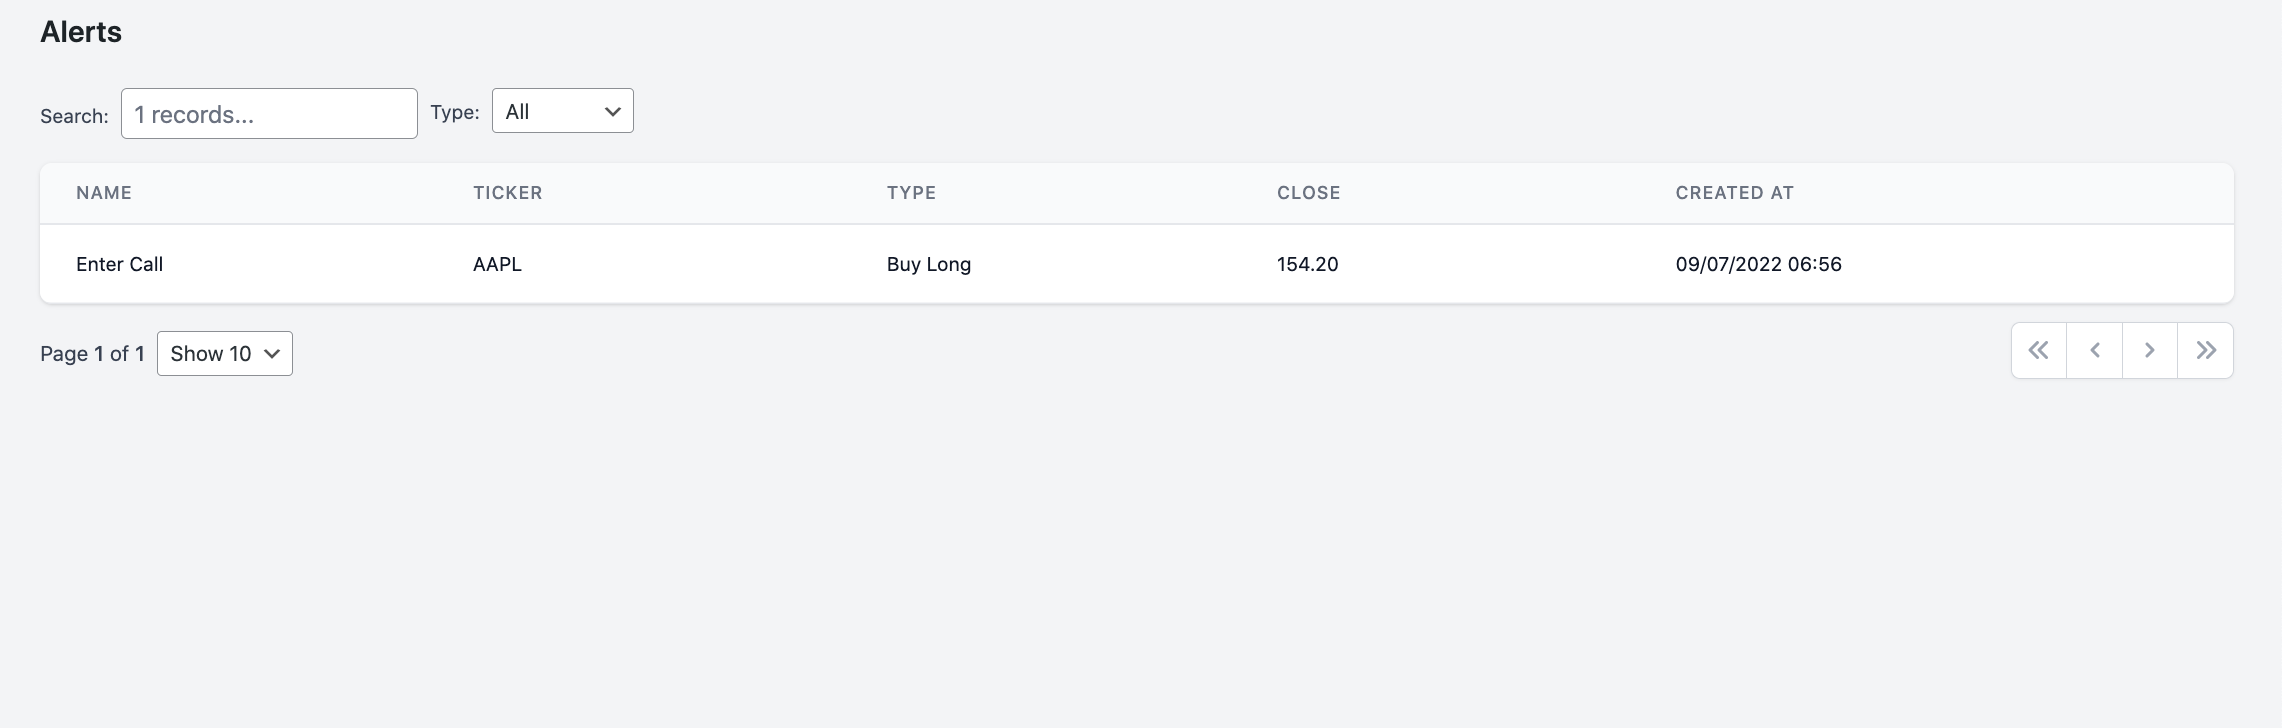 Alerts
Search: 1 records... Type: All
NAME TICKER TYPE CLOSE CREATED AT
Enter Call AAPL Buy Long 154.20 09/07/2022 06:56
Page 1 of 1 Show 10